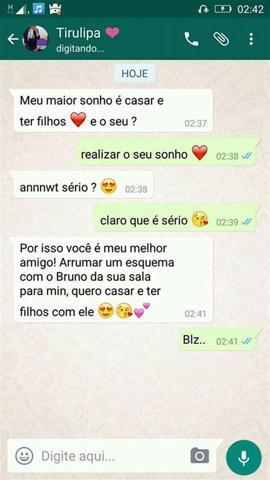 02:42
Tirulipa ❤
digitando...
HOJE
Meu maior sonho é casar e
ter filhos ❤ e o seu ?
02:37
realizar o seu sonho ❤
02:38
annnwt sério ? 😍
02:38
claro que é sério 😘
02:39
Por isso você é meu melhor
amigo! Arrumar um esquema
com o Bruno da sua sala
para min, quero casar e ter
filhos com ele 😍😘💕
02:41
Blz..
02:41
Digite aqui...